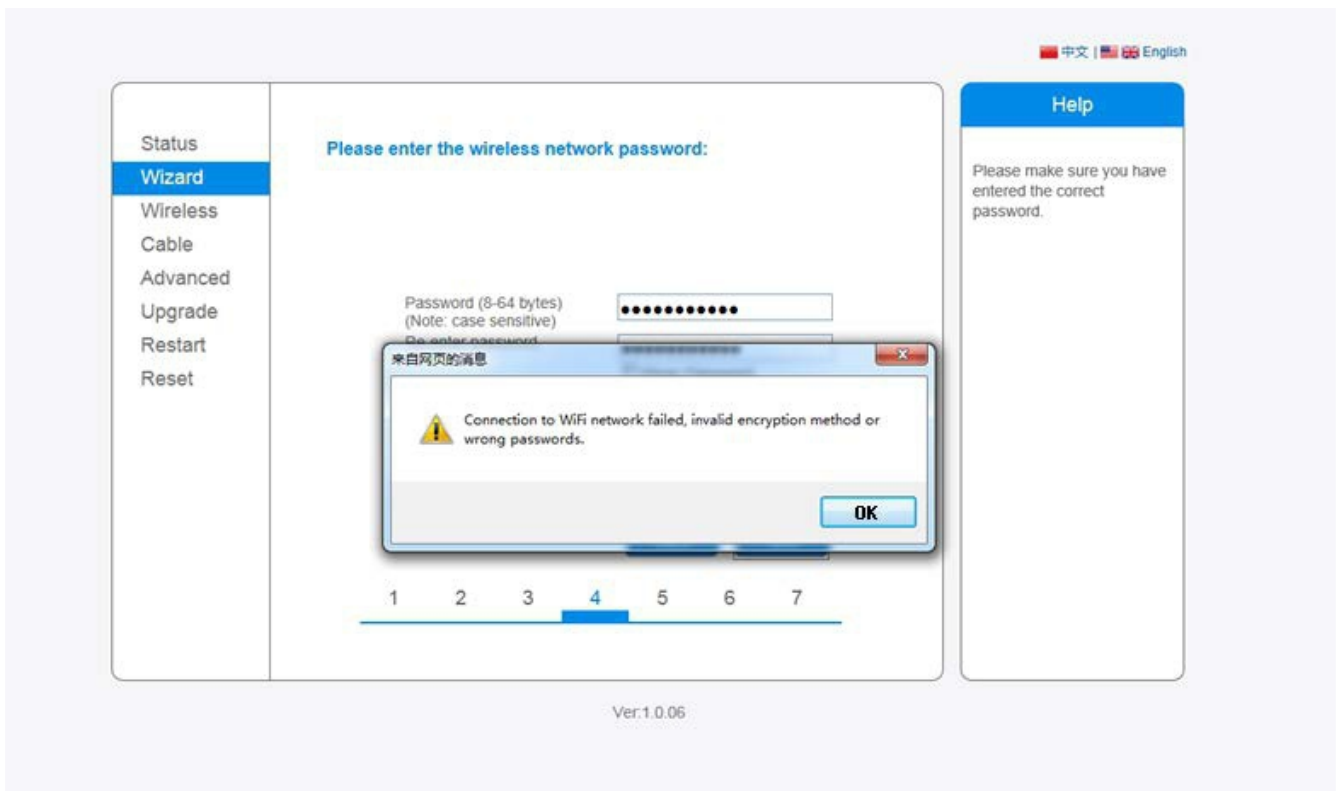 中文 | English
Help
Status
Wizard
Wireless
Cable
Advanced
Upgrade
Restart
Reset
Please enter the wireless network password:
Password (8-64 bytes)
(Note: case sensitive)
Re-enter password
来自网页的消息
Connection to WiFi network failed, invalid encryption method or
wrong passwords.
OK
1 2 3 4 5 6 7
Please make sure you have
entered the correct
password.
Ver:1.0.06